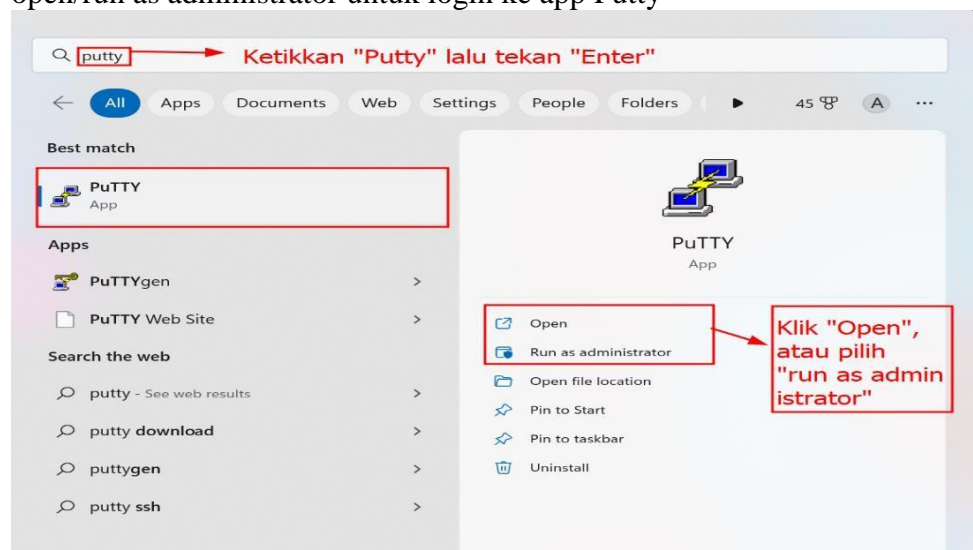 open/run as administrator untuk login ke app Putty
putty
Ketikkan "Putty" lalu tekan "Enter"
All Apps Documents Web Settings People Folders 45 A ...
Best match
PuTTY
App
Apps
PuTTYgen
PuTTY Web Site
Search the web
putty - See web results
putty download
puttygen
putty ssh
PuTTY
App
Open
Run as administrator
Open file location
Pin to Start
Pin to taskbar
Uninstall
Klik "Open",
atau pilih
"run as admin
istrator"